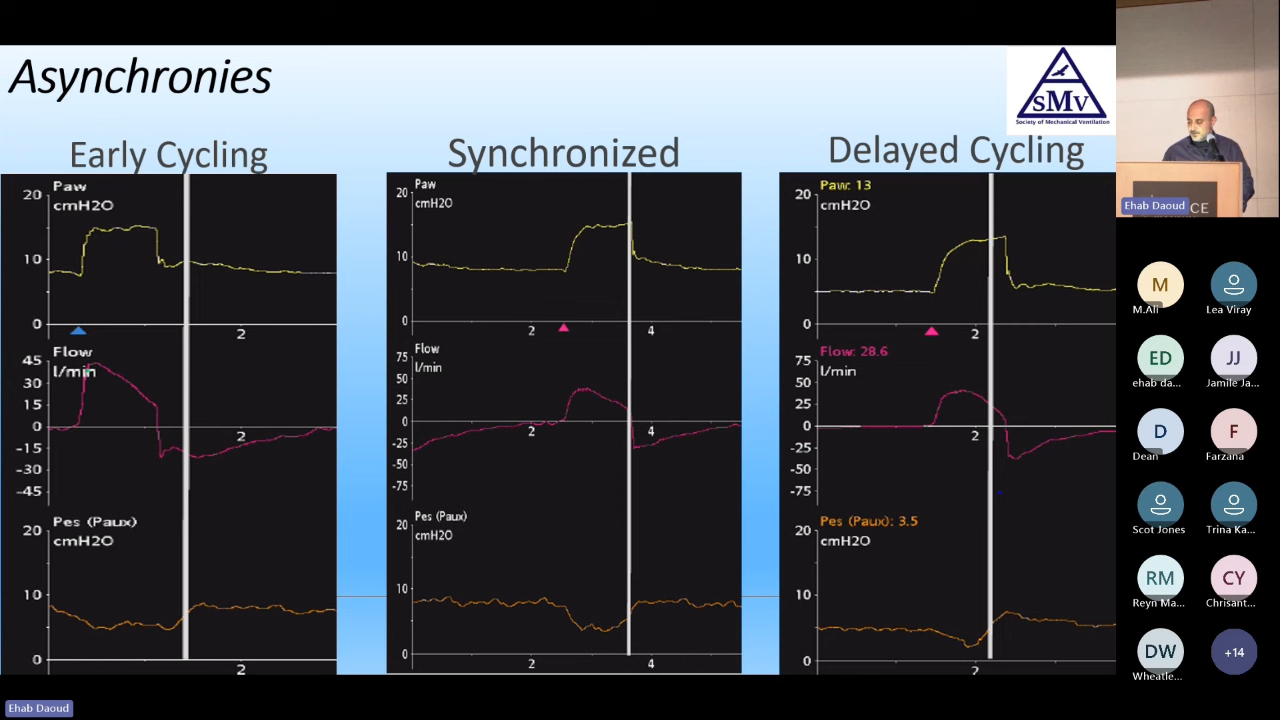 Asynchronies
sMv
Society of Mechanical Ventilation
Early Cycling
Synchronized
Delayed Cycling
Paw
cmH2O
20
10
0
2
Flow
l/min
45
30
15
0
-15
-30
-45
2
Pes (Paux)
cmH2O
20
10
0
2
Paw
cmH2O
20
10
0
2
4
Flow
l/min
75
50
25
0
-25
-50
-75
2
4
Pes (Paux)
cmH2O
20
10
0
2
4
Paw: 13
cmH2O
20
10
0
2
Flow: 28.6
l/min
75
50
25
0
-25
-50
-75
2
Pes (Paux): 3.5
cmH2O
20
10
0
CE
Ehab Daoud
M
M.Ali
Lea Viray
ED
ehab da...
JJ
Jamile Ja...
D
Dean
F
Farzana
Scot Jones
Trina Ka...
RM
Reyn Ma...
CY
Chrisant...
DW
Wheatle...
+14
Ehab Daoud